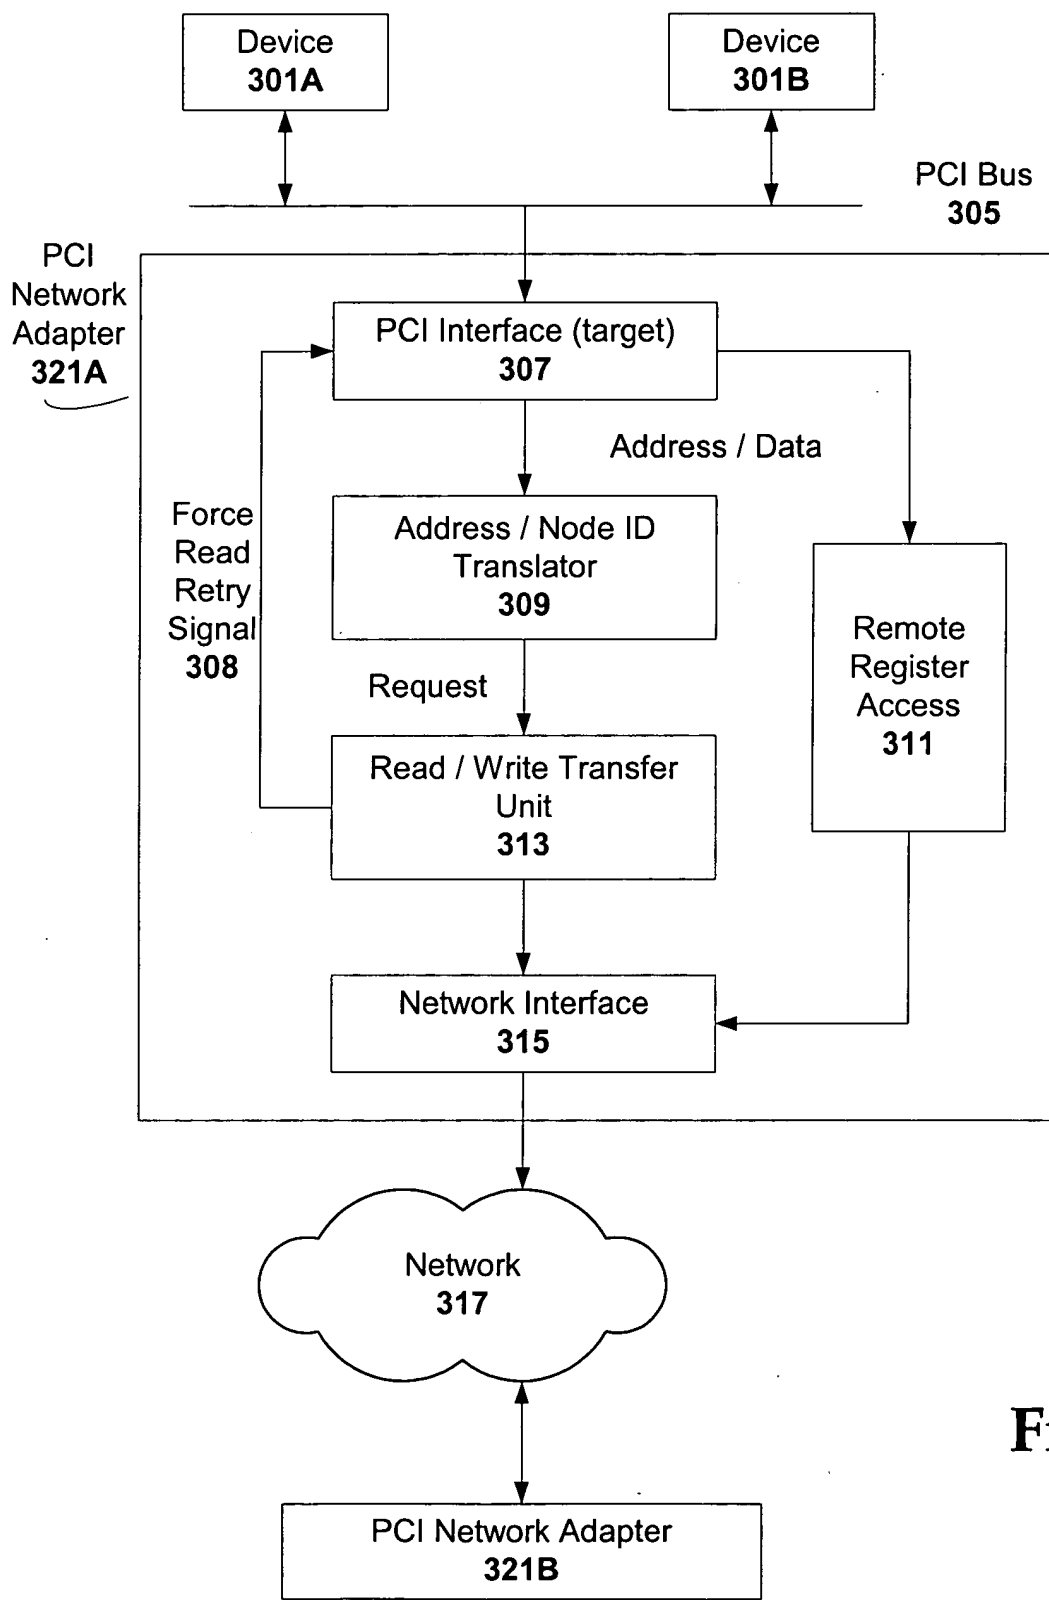 Device
301A
Device
301B
PCI Bus
305
PCI
Network
Adapter
321A
PCI Interface (target)
307
Address / Data
Force
Read
Retry
Signal
308
Address / Node ID
Translator
309
Remote
Register
Access
311
Request
Read / Write Transfer
Unit
313
Network Interface
315
Network
317
PCI Network Adapter
321B